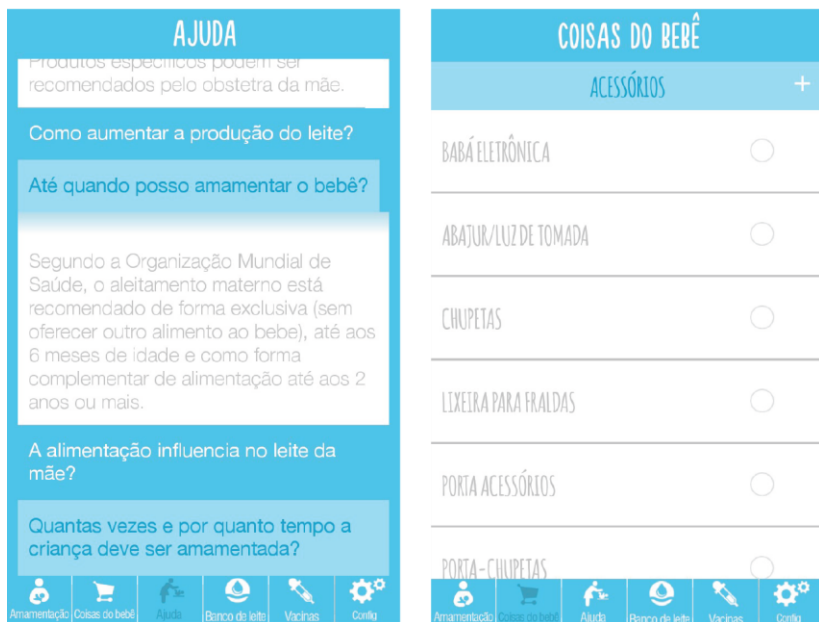 AJUDA
Produtos específicos podem ser
recomendados pelo obstetra da mãe.
Como aumentar a produção do leite?
Até quando posso amamentar o bebê?
Segundo a Organização Mundial de
Saúde, o aleitamento materno está
recomendado de forma exclusiva (sem
oferecer outro alimento ao bebe), até aos
6 meses de idade e como forma
complementar de alimentação até aos 2
anos ou mais.
A alimentação influencia no leite da
mãe?
Quantas vezes e por quanto tempo a
criança deve ser amamentada?
Amamentação Coisas do bebê Ajuda Banco de leite Vacinas Config
COISAS DO BEBÊ
ACESSÓRIOS +
BABÁ ELETRÔNICA
ABAJUR/LUZ DE TOMADA
CHUPETAS
LIXEIRA PARA FRALDAS
PORTA ACESSÓRIOS
PORTA-CHUPETAS
Amamentação Coisas do bebê Ajuda Banco de leite Vacinas Config